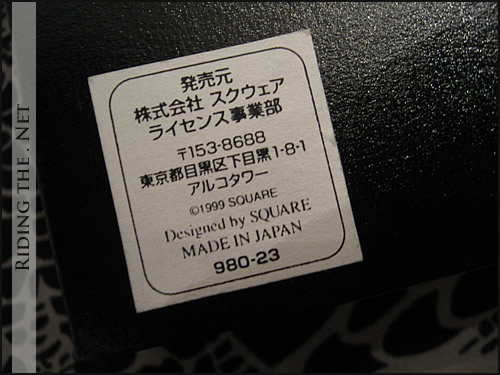 発売元
株式会社 スクウェア
ライセンス事業部
〒153-8688
東京都目黒区下目黒1-8-1
アルコタワー
©1999 SQUARE
Designed by SQUARE
MADE IN JAPAN
980-23
RIDING THE . NET